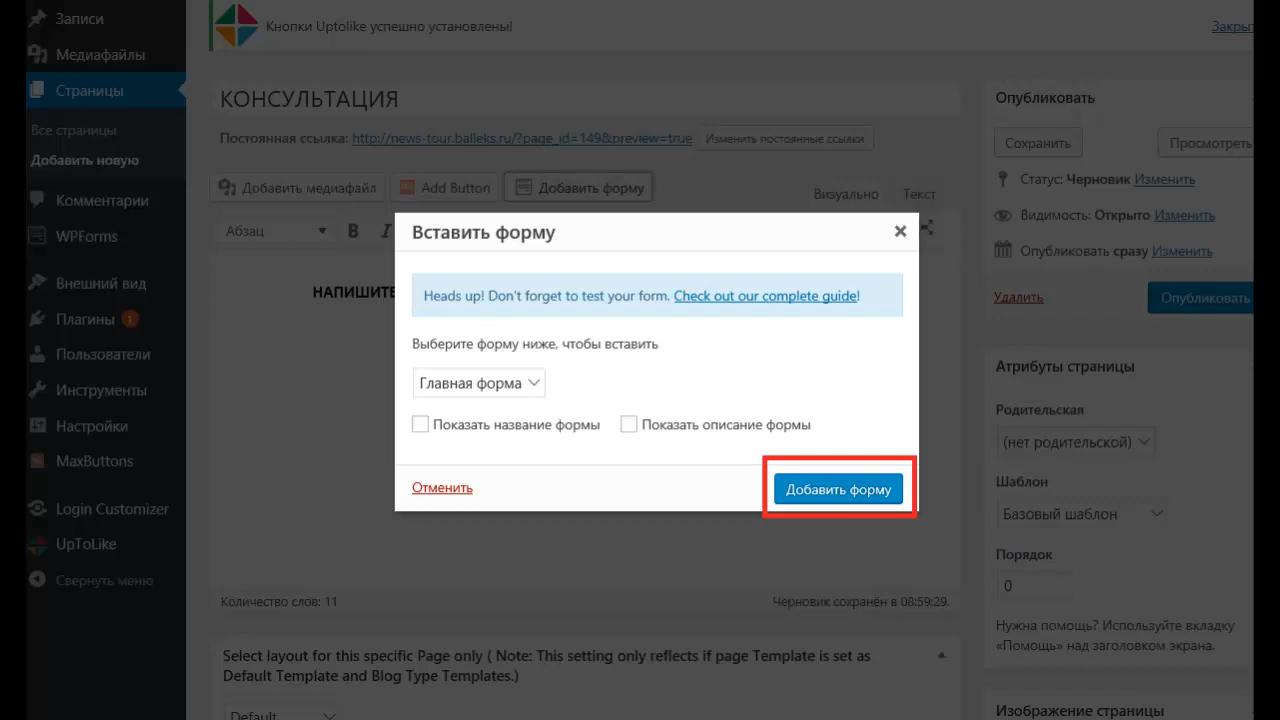 Записи
Медиафайлы
Страницы
Все страницы
Добавить новую
Комментарии
WPForms
Внешний вид
Плагины 1
Пользователи
Инструменты
Настройки
MaxButtons
Login Customizer
UpToLike
Свернуть меню
Кнопки Uptolike успешно установлены!
Закрыт
КОНСУЛЬТАЦИЯ
Постоянная ссылка: http://news-tour.balleks.ru/?page_id=149&preview=true Изменить постоянные ссылки
Добавить медиафайл Add Button Добавить форму
Визуально Текст
Абзац B I
НАПИШИТЕ
Вставить форму
Heads up! Don't forget to test your form. Check out our complete guide!
Выберите форму ниже, чтобы вставить
Главная форма
Показать название формы Показать описание формы
Отменить Добавить форму
Количество слов: 11 Черновик сохранён в 08:59:29.
Select layout for this specific Page only ( Note: This setting only reflects if page Template is set as
Default Template and Blog Type Templates.)
Default
Опубликовать
Сохранить Просмотреть
Статус: Черновик Изменить
Видимость: Открыто Изменить
Опубликовать сразу Изменить
Удалить Опубликовать
Атрибуты страницы
Родительская
(нет родительской)
Шаблон
Базовый шаблон
Порядок
0
Нужна помощь? Используйте вкладку
«Помощь» над заголовком экрана.
Изображение страницы